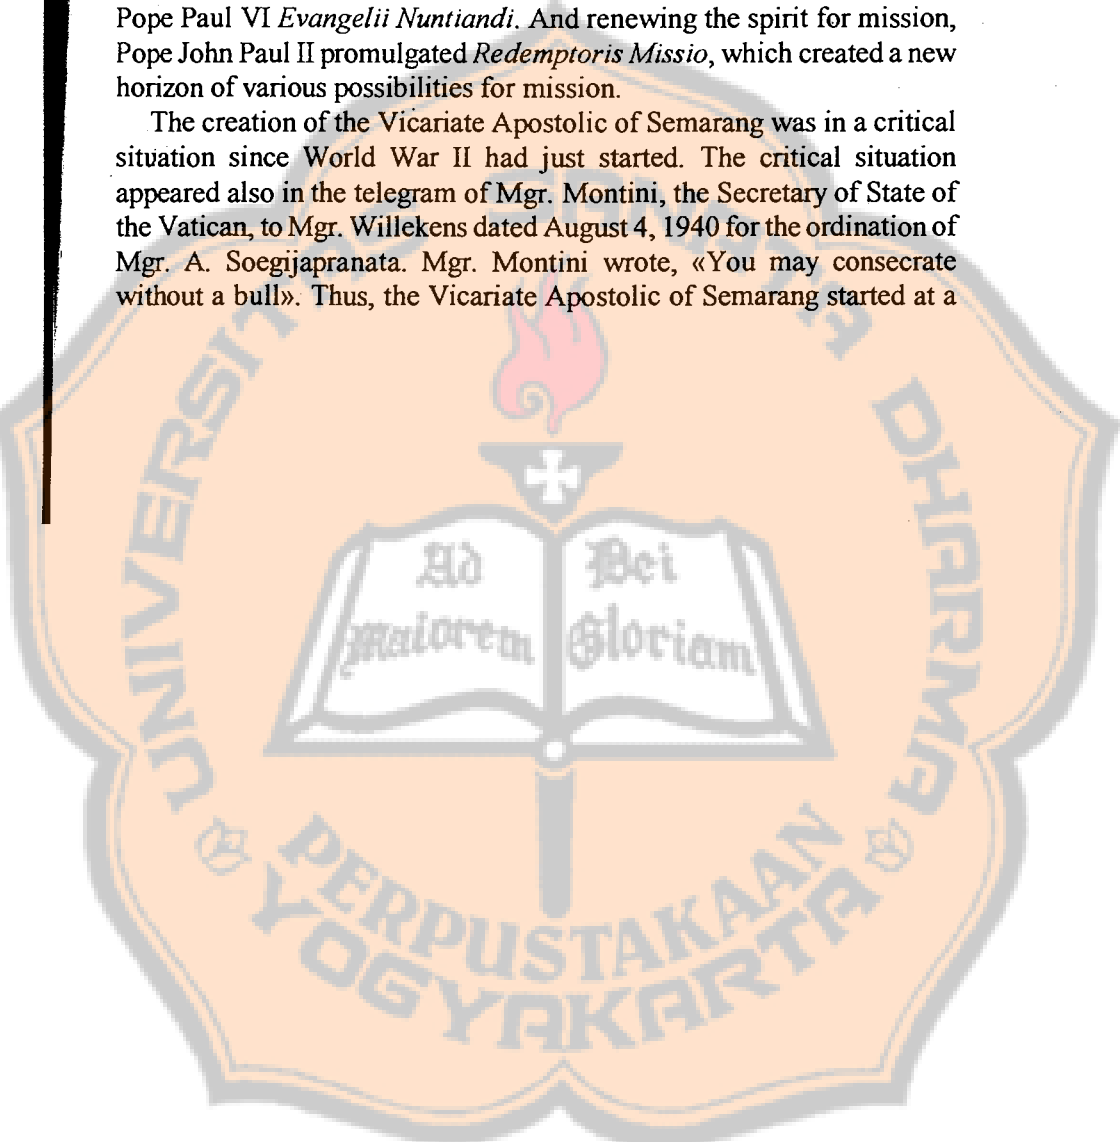 Pope Paul VI Evangelii Nuntiandi. And renewing the spirit for mission,
Pope John Paul II promulgated Redemptoris Missio, which created a new
horizon of various possibilities for mission.
The creation of the Vicariate Apostolic of Semarang was in a critical
situation since World War II had just started. The critical situation
appeared also in the telegram of Mgr. Montini, the Secretary of State of
the Vatican, to Mgr. Willekens dated August 4, 1940 for the ordination of
Mgr. A. Soegijapranata. Mgr. Montini wrote, «You may consecrate
without a bull». Thus, the Vicariate Apostolic of Semarang started at a
UNIVERSITAS SANATA DHARMA
Ad maiorem
Dei Gloriam
PERPUSTAKAAN
YOGYAKARTA